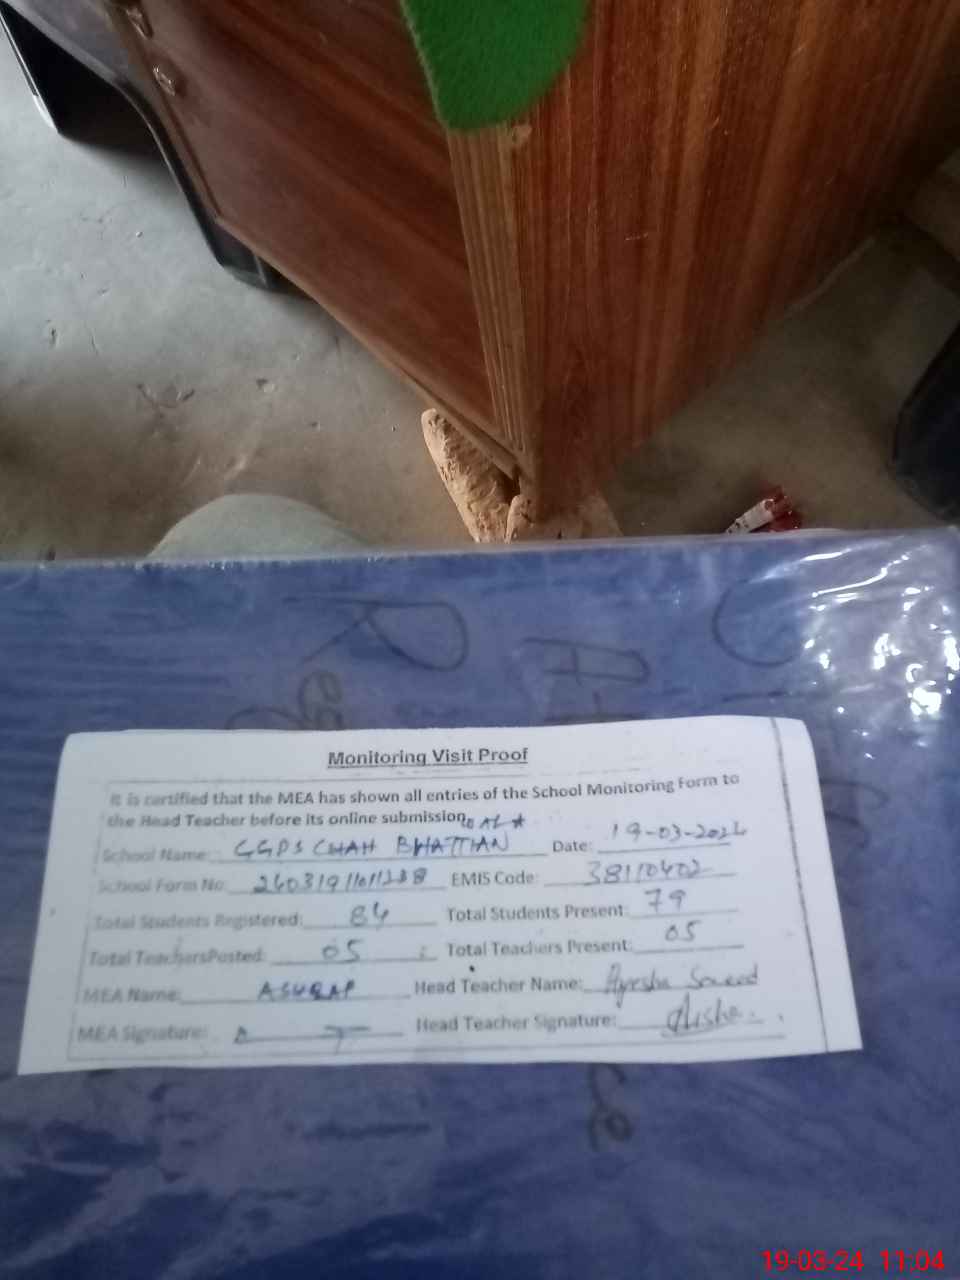 Monitoring Visit Proof
It is certified that the MEA has shown all entries of the School Monitoring Form to
the Head Teacher before its online submission
School Name: GGPS CHAH BHATTIAN Date: 19-03-2024
School Form No: EMIS Code: 38110402
Total Students Registered: 84 Total Students Present: 79
Total TeachersPosted: 05 Total Teachers Present: 05
MEA Name: Head Teacher Name: Ayesha Saeed
MEA Signature: Head Teacher Signature: Aisha
19-03-24 11:04